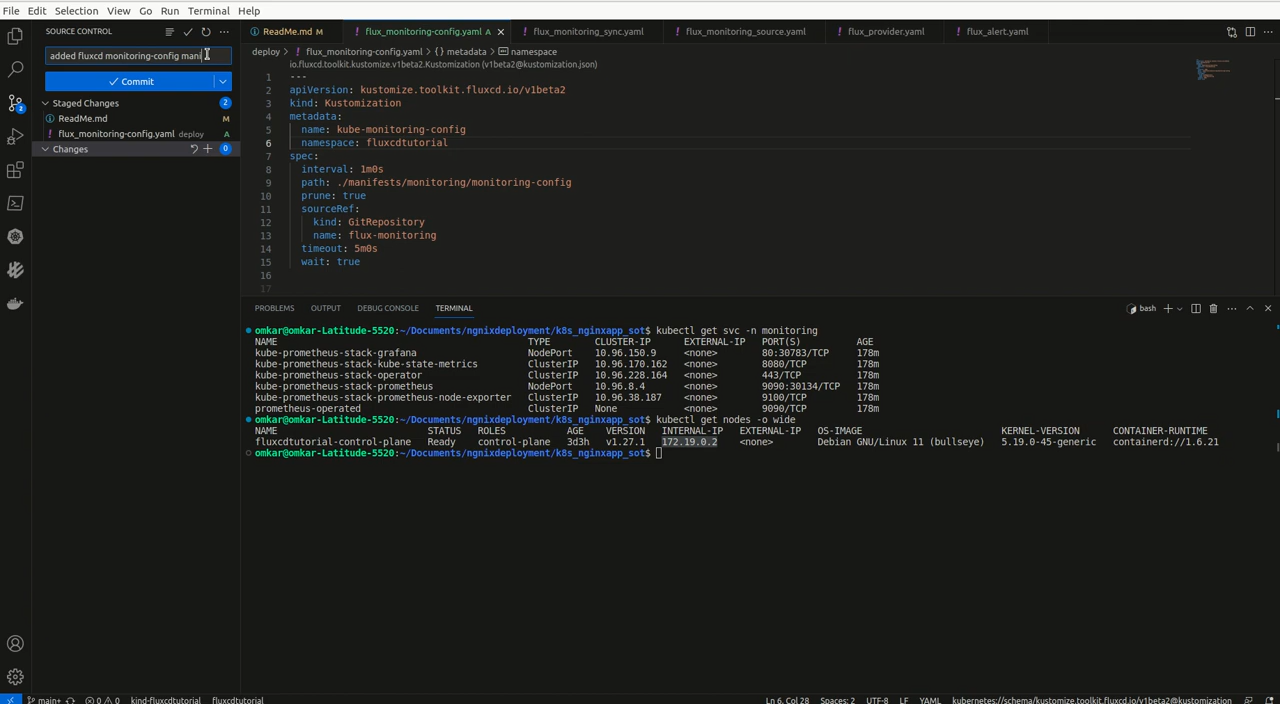 File Edit Selection View Go Run Terminal Help
SOURCE CONTROL
added fluxcd monitoring-config mani
Commit
Staged Changes 2
ReadMe.md M
! flux_monitoring-config.yaml deploy A
Changes 0
2
ReadMe.md M
! flux_monitoring-config.yaml A
! flux_monitoring_sync.yaml
! flux_monitoring_source.yaml
! flux_provider.yaml
! flux_alert.yaml
deploy > ! flux_monitoring-config.yaml > {} metadata > namespace
io.fluxcd.toolkit.kustomize.v1beta2.Kustomization (v1beta2@kustomization.json)
1 ---
2 apiVersion: kustomize.toolkit.fluxcd.io/v1beta2
3 kind: Kustomization
4 metadata:
5 name: kube-monitoring-config
6 namespace: fluxcdtutorial
7 spec:
8 interval: 1m0s
9 path: ./manifests/monitoring/monitoring-config
10 prune: true
11 sourceRef:
12 kind: GitRepository
13 name: flux-monitoring
14 timeout: 5m0s
15 wait: true
16
17
PROBLEMS OUTPUT DEBUG CONSOLE TERMINAL
bash
omkar@omkar-Latitude-5520:~/Documents/ngnixdeployment/k8s_nginxapp_sot$ kubectl get svc -n monitoring
NAME TYPE CLUSTER-IP EXTERNAL-IP PORT(S) AGE
kube-prometheus-stack-grafana NodePort 10.96.150.9 <none> 80:30783/TCP 178m
kube-prometheus-stack-kube-state-metrics ClusterIP 10.96.170.162 <none> 8080/TCP 178m
kube-prometheus-stack-operator ClusterIP 10.96.228.164 <none> 443/TCP 178m
kube-prometheus-stack-prometheus NodePort 10.96.8.4 <none> 9090:30134/TCP 178m
kube-prometheus-stack-prometheus-node-exporter ClusterIP 10.96.38.187 <none> 9100/TCP 178m
prometheus-operated ClusterIP None <none> 9090/TCP 178m
omkar@omkar-Latitude-5520:~/Documents/ngnixdeployment/k8s_nginxapp_sot$ kubectl get nodes -o wide
NAME STATUS ROLES AGE VERSION INTERNAL-IP EXTERNAL-IP OS-IMAGE KERNEL-VERSION CONTAINER-RUNTIME
fluxcdtutorial-control-plane Ready control-plane 3d3h v1.27.1 172.19.0.2 <none> Debian GNU/Linux 11 (bullseye) 5.19.0-45-generic containerd://1.6.21
omkar@omkar-Latitude-5520:~/Documents/ngnixdeployment/k8s_nginxapp_sot$
main+ 0 0 kind-fluxcdtutorial fluxcdtutorial Ln 6, Col 28 Spaces: 2 UTF-8 LF YAML kubernetes://schema/kustomize.toolkit.fluxcd.io/v1beta2@kustomization